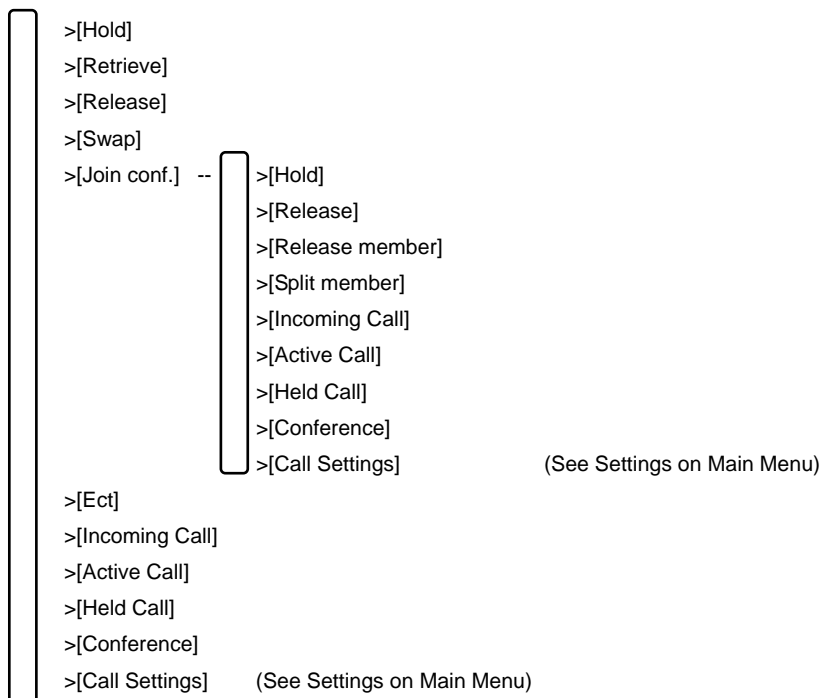 >[Hold]
>[Retrieve]
>[Release]
>[Swap]
>[Join conf.] -- >[Hold]
>[Release]
>[Release member]
>[Split member]
>[Incoming Call]
>[Active Call]
>[Held Call]
>[Conference]
>[Call Settings] (See Settings on Main Menu)
>[Ect]
>[Incoming Call]
>[Active Call]
>[Held Call]
>[Conference]
>[Call Settings] (See Settings on Main Menu)